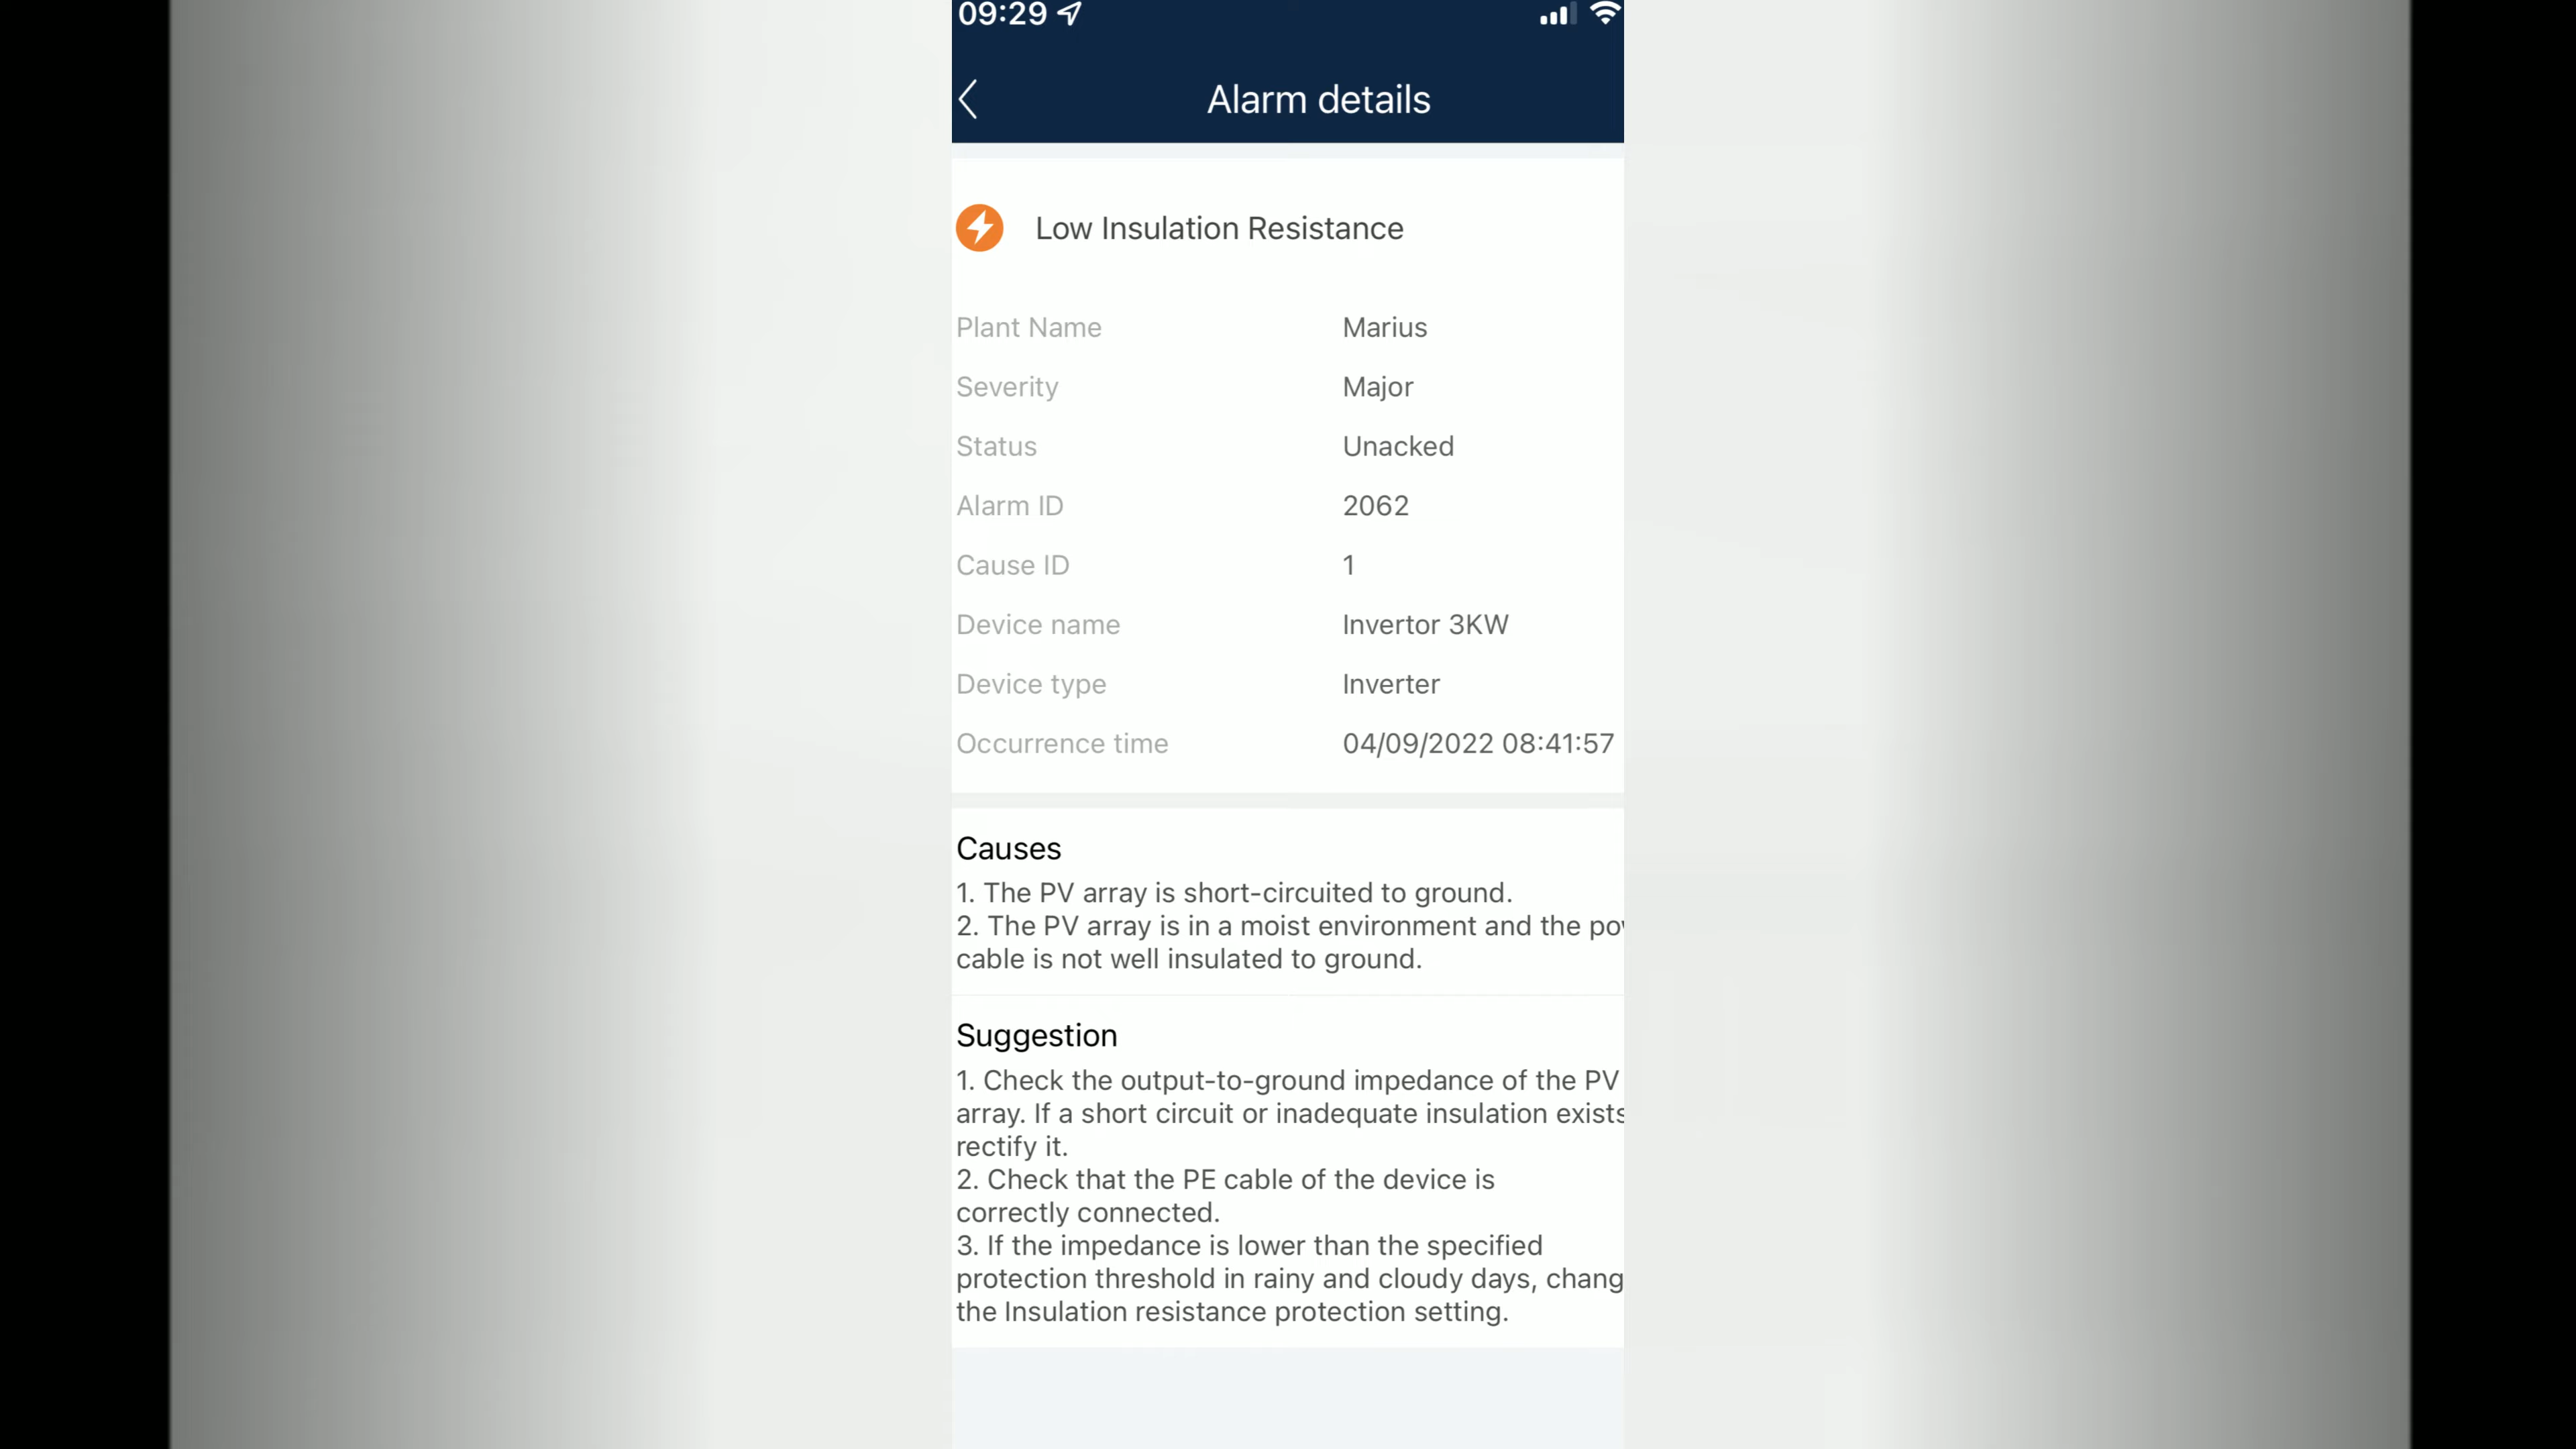 09:29
Alarm details
Low Insulation Resistance
Plant Name Marius
Severity Major
Status Unacked
Alarm ID 2062
Cause ID 1
Device name Invertor 3KW
Device type Inverter
Occurrence time 04/09/2022 08:41:57
Causes
1. The PV array is short-circuited to ground.
2. The PV array is in a moist environment and the
cable is not well insulated to ground.
Suggestion
1. Check the output-to-ground impedance of the PV
array. If a short circuit or inadequate insulation exists
rectify it.
2. Check that the PE cable of the device is
correctly connected.
3. If the impedance is lower than the specified
protection threshold in rainy and cloudy days, chang
the Insulation resistance protection setting.